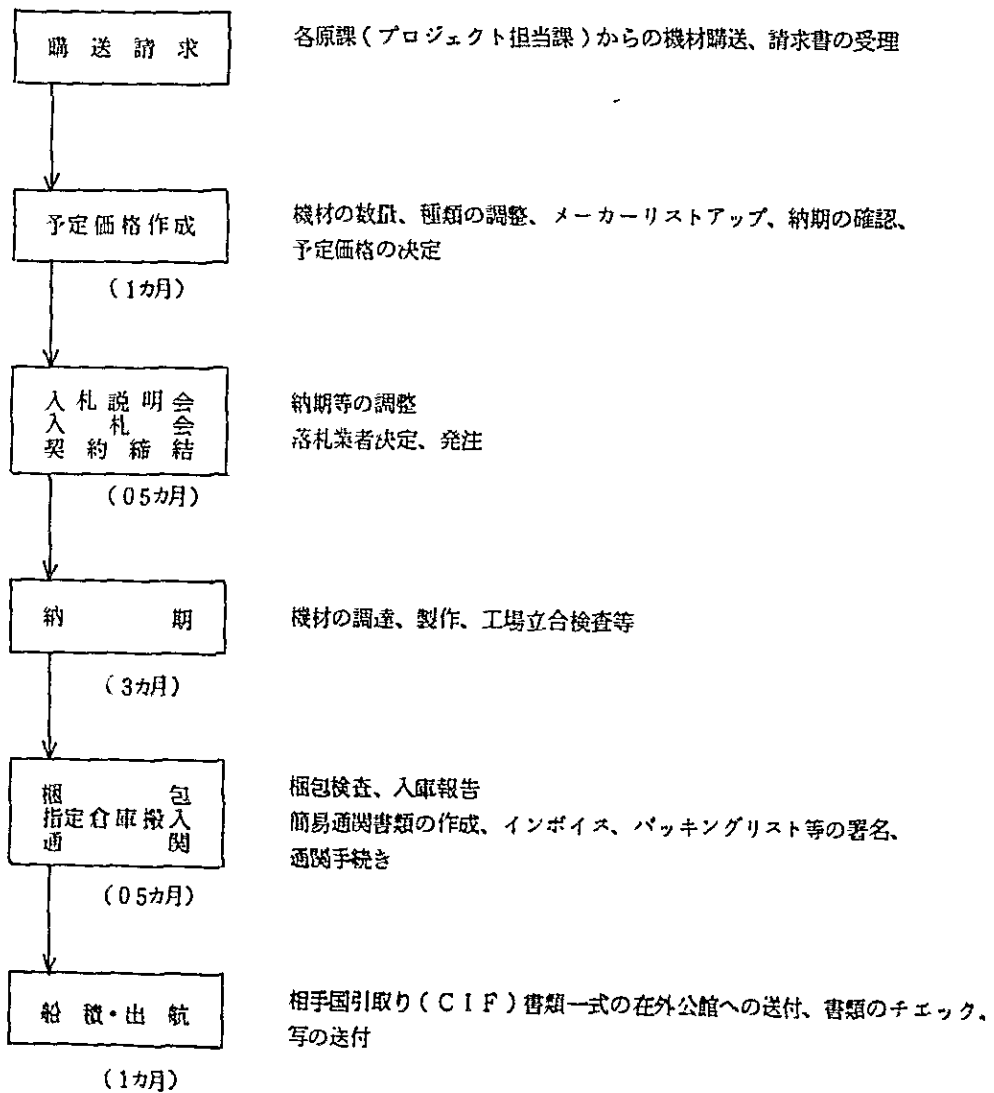 購送請求
各原課(プロジェクト担当課)からの機材購送、請求書の受理
予定価格作成
機材の数量、種類の調整、メーカーリストアップ、納期の確認、
予定価格の決定
(1カ月)
入札説明会
入札会
契約締結
納期等の調整
落札業者決定、発注
(05カ月)
納期
機材の調達、製作、工場立合検査等
(3カ月)
梱包
指定倉庫搬入
通関
梱包検査、入庫報告
簡易通関書類の作成、インボイス、パッキングリスト等の署名、
通関手続き
(05カ月)
船積・出航
相手国引取り(CIF)書類一式の在外公館への送付、書類のチェック、
写の送付
(1カ月)